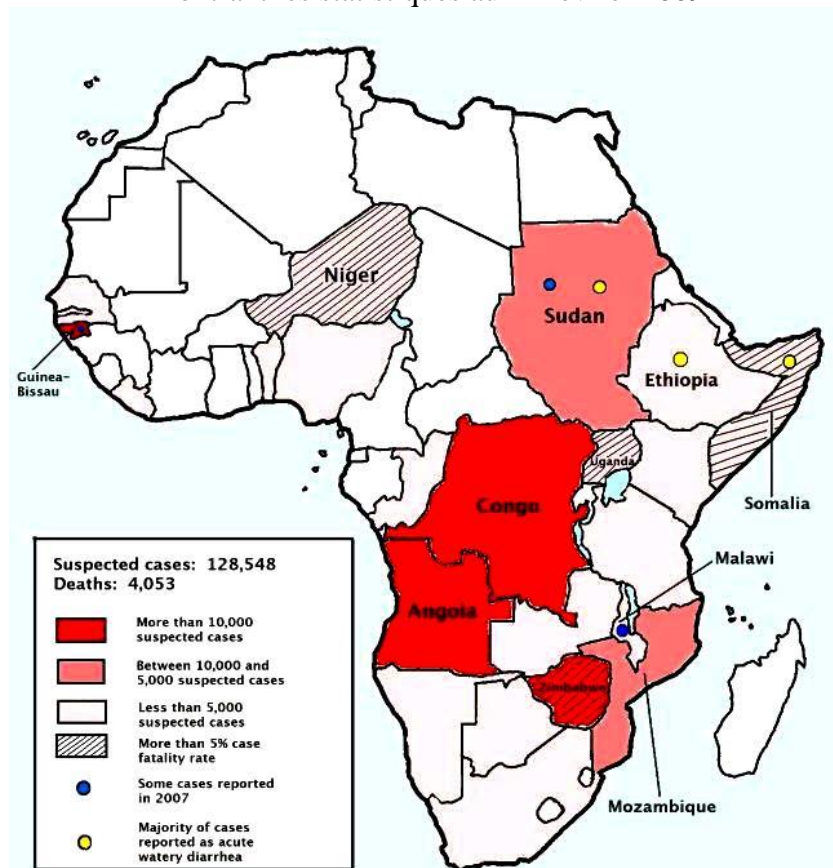 Niger
Sudan
Guinea-
Bissau
Ethiopia
Uganda
Congo
Somalia
Malawi
Angola
Zimbabwe
Mozambique
Suspected cases: 128,548
Deaths: 4,053
More than 10,000
suspected cases
Between 10,000 and
5,000 suspected cases
Less than 5,000
suspected cases
More than 5% case
fatality rate
Some cases reported
in 2007
Majority of cases
reported as acute
watery diarrhea